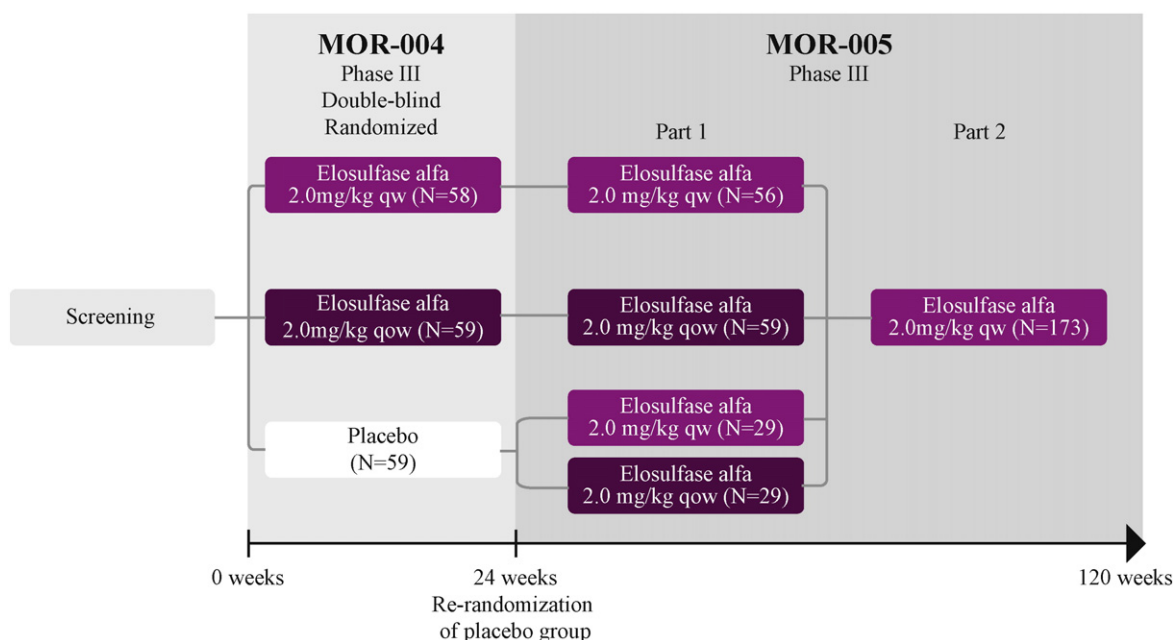 MOR-004
Phase III
Double-blind
Randomized
MOR-005
Phase III
Part 1
Part 2
Screening
Elosulfase alfa
2.0mg/kg qw (N=58)
Elosulfase alfa
2.0mg/kg qow (N=59)
Placebo
(N=59)
Elosulfase alfa
2.0 mg/kg qw (N=56)
Elosulfase alfa
2.0 mg/kg qow (N=59)
Elosulfase alfa
2.0 mg/kg qw (N=29)
Elosulfase alfa
2.0 mg/kg qow (N=29)
Elosulfase alfa
2.0mg/kg qw (N=173)
0 weeks
24 weeks
Re-randomization
of placebo group
120 weeks